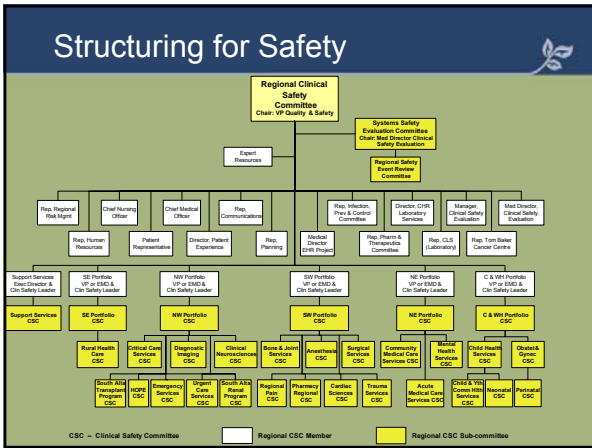 Structuring for Safety
Regional Clinical
Safety
Committee
Chair: VP Quality & Safety
Systems Safety
Evaluation Committee
Chair: Med Director Clinical
Safety Evaluation
Expert
Resources
Regional Safety
Event Review
Committee
Rep, Regional
Risk Mgmt
Chief Nursing
Officer
Chief Medical
Officer
Rep,
Communications
Rep, Infection,
Prev & Control
Committee
Director, CHR
Laboratory
Services
Manager,
Clinical Safety
Evaluation
Med Director,
Clinical Safety
Evaluation
Rep, Human
Resources
Patient
Representative
Director, Patient
Experience
Rep,
Planning
Medical
Director
EHR Project
Rep, Pharm &
Therapeutics
Committee
Rep, CLS
(Laboratory)
Rep, Tom Baker
Cancer Centre
Support Services
Exec Director &
Clin Safety Leader
SE Portfolio
VP or EMD &
Clin Safety Leader
NW Portfolio
VP or EMD &
Clin Safety Leader
SW Portfolio
VP or EMD &
Clin Safety Leader
NE Portfolio
VP or EMD &
Clin Safety Leader
C & WH Portfolio
VP or EMD &
Clin Safety Leader
Support Services
CSC
SE Portfolio
CSC
NW Portfolio
CSC
SW Portfolio
CSC
NE Portfolio
CSC
C & WH Portfolio
CSC
Rural Health
Care CSC
Critical Care
Services
CSC
Diagnostic
Imaging
CSC
Clinical
Neurosciences
CSC
Bone & Joint
Services
CSC
Anesthesia
CSC
Surgical
Services
CSC
Community
Medical Care
Services CSC
Mental
Health
Services
CSC
Child Health
Services
CSC
Obstet &
Gynec
CSC
South Alta
Transplant
Program
CSC
HOPE
CSC
Emergency
Services
CSC
Urgent
Care
Services
CSC
South Alta
Renal
Program
CSC
Regional
Pain
CSC
Pharmacy
Regional
CSC
Cardiac
Sciences
CSC
Trauma
Services
CSC
Acute
Medical Care
Services CSC
Child & Yth
Comm Hlth
Services CSC
Neonatal
CSC
Perinatal
CSC
CSC – Clinical Safety Committee
Regional CSC Member
Regional CSC Sub-committee